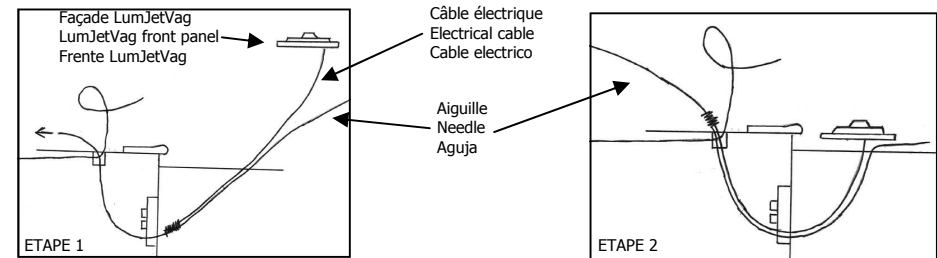 Façade LumJetVag
LumJetVag front panel
Frente LumJetVag
Câble électrique
Electrical cable
Cable electrico
Aiguille
Needle
Aguja
ETAPE 1
ETAPE 2